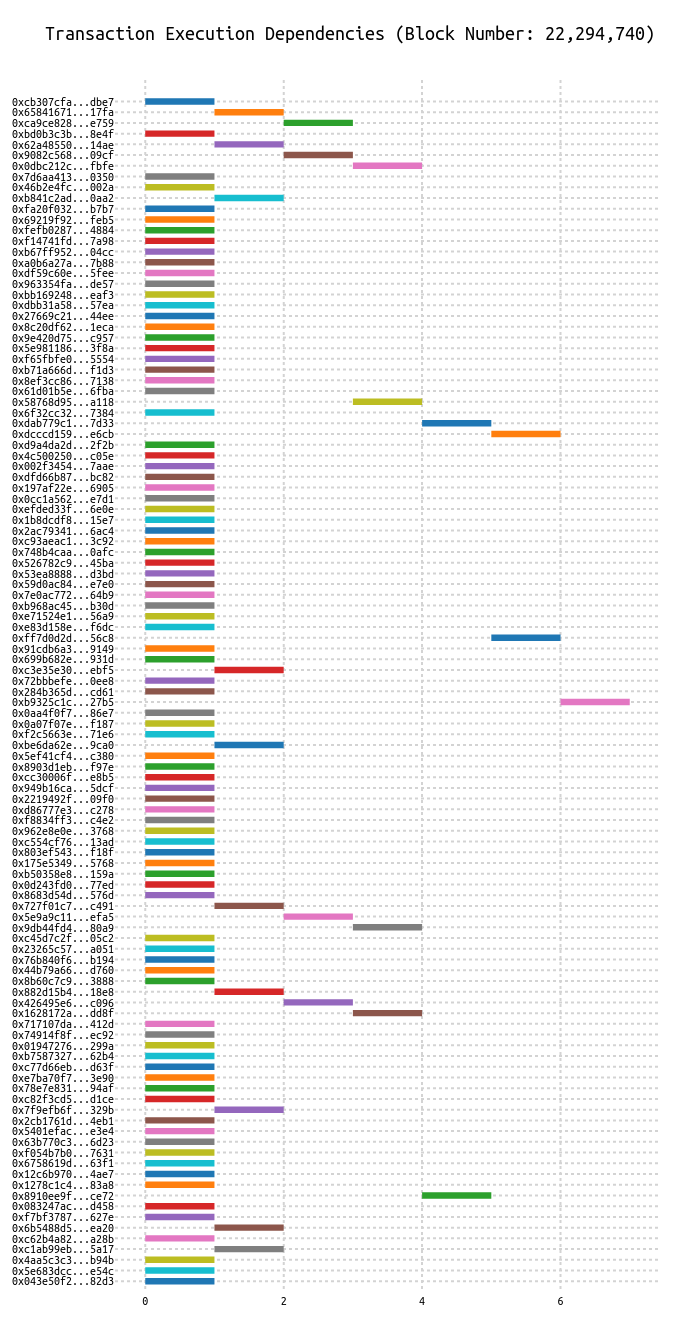 Transaction Execution Dependencies (Block Number: 22,294,740)
0xcb307cfa...dbe7
0x65841671...17fa
0xca9ce828...e759
0xbd0b3c3b...8e4f
0x62a48550...14ae
0x9082c568...09cf
0x0dbc212c...fbfe
0x7d6aa413...0350
0x46b2e4fc...002a
0xb841c2ad...0aa2
0xfa20f032...b7b7
0x69219f92...feb5
0xfefb0287...4884
0xf14741fd...7a98
0xb67ff952...04cc
0xa0b6a27a...7b88
0xdf59c60e...5fee
0x963354fa...de57
0xbb169248...eaf3
0xdbb31a58...57ea
0x27669c21...44ee
0x8c20df62...1eca
0x9e420d75...c957
0x5e981186...3f8a
0xf65fbfe0...5554
0xb71a666d...f1d3
0x8ef3cc86...7138
0x61d01b5e...6fba
0x58768d95...a118
0x6f32cc32...7384
0xdab779c1...7d33
0xdcccd159...e6cb
0xd9a4da2d...2f2b
0x4c500250...c05e
0x002f3454...7aae
0xdfd66b87...bc82
0x197af22e...6905
0x0cc1a562...e7d1
0xefded33f...6e0e
0x1b8dcdf8...15e7
0x2ac79341...6ac4
0xc93aeac1...3c92
0x748b4caa...0afc
0x526782c9...45ba
0x53ea8888...d3bd
0x59d0ac84...e7e0
0x7e0ac772...64b9
0xb968ac45...b30d
0xe71524e1...56a9
0xe83d158e...f6dc
0xff7d0d2d...56c8
0x91cdb6a3...9149
0x699b682e...931d
0xc3e35e30...ebf5
0x72bbbefe...0ee8
0x284b365d...cd61
0xb9325c1c...27b5
0x0aa4f0f7...86e7
0x0a07f07e...f187
0xf2c5663e...71e6
0xbe6da62e...9ca0
0x5ef41cf4...c380
0x8903d1eb...f97e
0xcc30006f...e8b5
0x949b16ca...5dcf
0x2219492f...09f0
0xd86777e3...c278
0xf8834ff3...c4e2
0x962e8e0e...3768
0xc554cf76...13ad
0x803ef543...f18f
0x175e5349...5768
0xb50358e8...159a
0x0d243fd0...77ed
0x8683d54d...576d
0x727f01c7...c491
0x5e9a9c11...efa5
0x9db44fd4...80a9
0xc45d7c2f...05c2
0x23265c57...a051
0x76b840f6...b194
0x44b79a66...d760
0x8b60c7c9...3888
0x882d15b4...18e8
0x426495e6...c096
0x1628172a...dd8f
0x717107da...412d
0x74914f8f...ec92
0x01947276...299a
0xb7587327...62b4
0xc77d66eb...d63f
0xe7ba70f7...3e90
0x78e7e831...94af
0xc82f3cd5...d1ce
0x7f9efb6f...329b
0x2cb1761d...4eb1
0x5401efac...e3e4
0x63b770c3...6d23
0xf054b7b0...7631
0x6758619d...63f1
0x12c6b970...4ae7
0x1278c1c4...83a8
0x8910ee9f...ce72
0x083247ac...d458
0xf7bf3787...627e
0x6b5488d5...ea20
0xc62b4a82...a28b
0xc1ab99eb...5a17
0x4aa5c3c3...b94b
0x5e683dcc...e54c
0x043e50f2...82d3
0 2 4 6